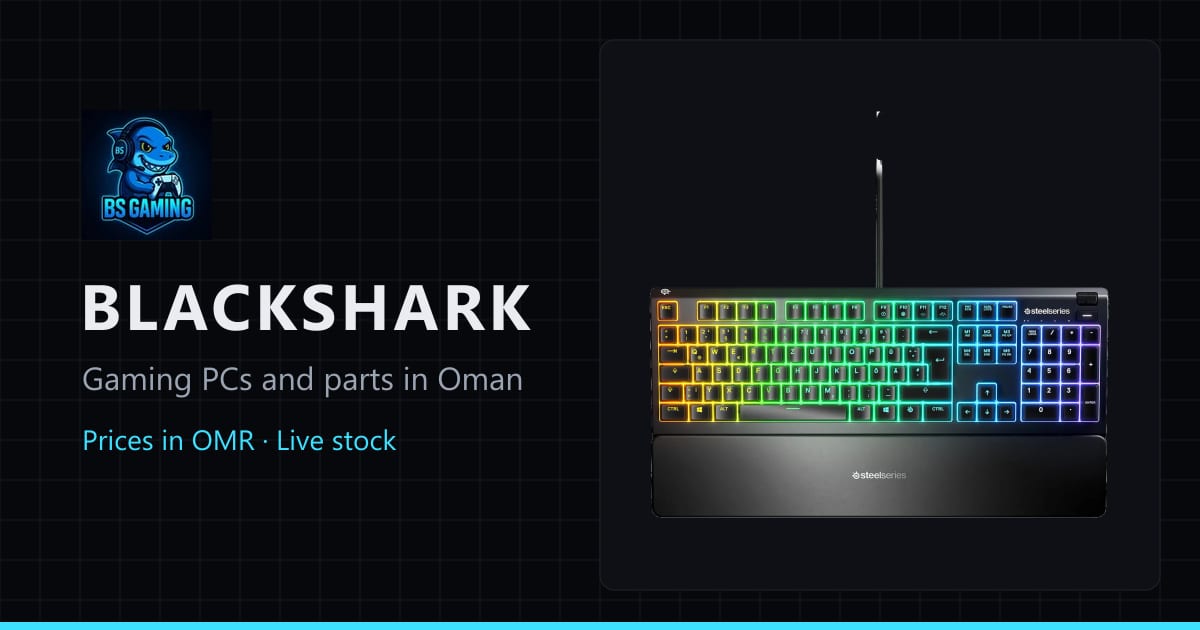 BS
BS GAMING
BLACKSHARK
Gaming PCs and parts in Oman
Prices in OMR · Live stock
steelseries
steelseries